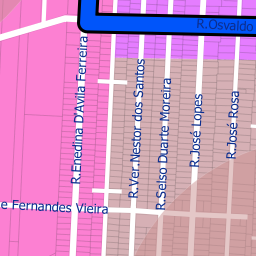 R.Osvaldo
R.Enedina D'Avila Ferreira
R.Ver.Nestor dos Santos
R.Selso Duarte Moreira
R.José Lopes
R.José Rosa
e Fernandes Vieira